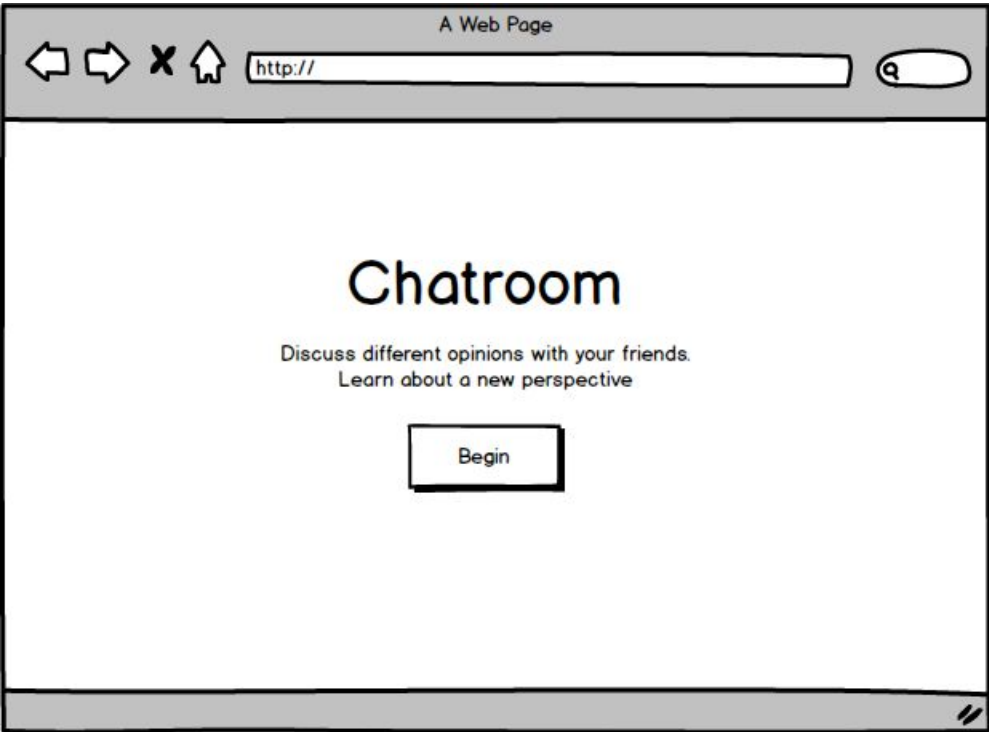 A Web Page
http://
Chatroom
Discuss different opinions with your friends.
Learn about a new perspective
Begin